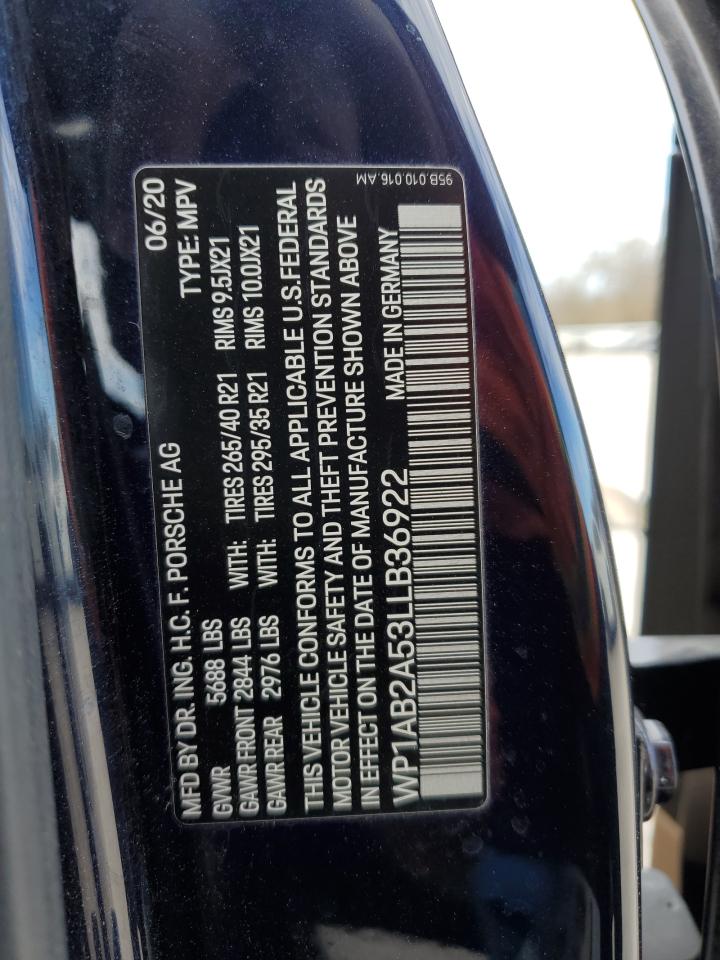 MFD BY DR. ING. H.C. F. PORSCHE AG 06/20
GWR 5688 LBS TYPE: MPV
GAWR FRONT 2844 LBS WITH: TIRES 265/40 R21 RIMS 9.5JX21
GAWR REAR 2976 LBS WITH: TIRES 295/35 R21 RIMS 10.0JX21
THIS VEHICLE CONFORMS TO ALL APPLICABLE U.S.FEDERAL
MOTOR VEHICLE SAFETY AND THEFT PREVENTION STANDARDS
IN EFFECT ON THE DATE OF MANUFACTURE SHOWN ABOVE
WP1AB2A53LLB36922 MADE IN GERMANY
95B.010.016.AM